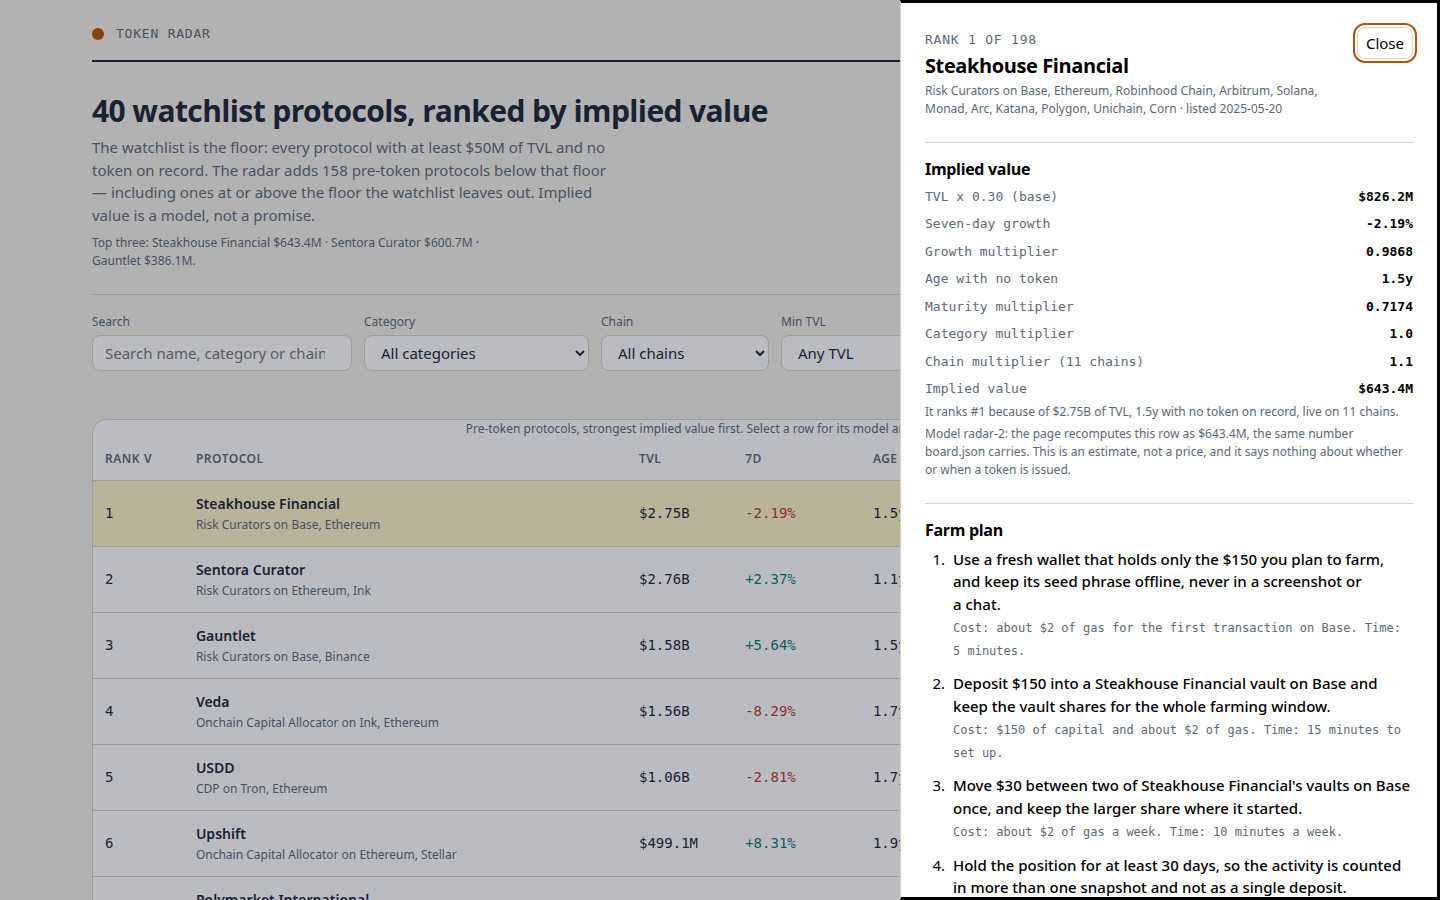 TOKEN RADAR
40 watchlist protocols, ranked by implied value
The watchlist is the floor: every protocol with at least $50M of TVL and no
token on record. The radar adds 158 pre-token protocols below that floor
— including ones at or above the floor the watchlist leaves out. Implied
value is a model, not a promise.
Top three: Steakhouse Financial $643.4M · Sentora Curator $600.7M ·
Gauntlet $386.1M.
Search Category Chain Min TVL
Search name, category or chain All categories All chains Any TVL
Pre-token protocols, strongest implied value first. Select a row for its model
RANK V PROTOCOL TVL 7D AGE
1 Steakhouse Financial $2.75B -2.19% 1.5y
Risk Curators on Base, Ethereum
2 Sentora Curator $2.76B +2.37% 1.1
Risk Curators on Ethereum, Ink
3 Gauntlet $1.58B +5.64% 1.5
Risk Curators on Base, Binance
4 Veda $1.56B -8.29% 1.7
Onchain Capital Allocator on Ink, Ethereum
5 USDD $1.06B -2.81% 1.7
CDP on Tron, Ethereum
6 Upshift $499.1M +8.31% 1.9
Onchain Capital Allocator on Ethereum, Stellar
Polymarket International
RANK 1 OF 198
Close
Steakhouse Financial
Risk Curators on Base, Ethereum, Robinhood Chain, Arbitrum, Solana,
Monad, Arc, Katana, Polygon, Unichain, Corn · listed 2025-05-20
Implied value
TVL x 0.30 (base) $826.2M
Seven-day growth -2.19%
Growth multiplier 0.9868
Age with no token 1.5y
Maturity multiplier 0.7174
Category multiplier 1.0
Chain multiplier (11 chains) 1.1
Implied value $643.4M
It ranks #1 because of $2.75B of TVL, 1.5y with no token on record, live on 11 chains.
Model radar-2: the page recomputes this row as $643.4M, the same number
board.json carries. This is an estimate, not a price, and it says nothing about whether
or when a token is issued.
Farm plan
1. Use a fresh wallet that holds only the $150 you plan to farm,
and keep its seed phrase offline, never in a screenshot or
a chat.
Cost: about $2 of gas for the first transaction on Base. Time:
5 minutes.
2. Deposit $150 into a Steakhouse Financial vault on Base and
keep the vault shares for the whole farming window.
Cost: $150 of capital and about $2 of gas. Time: 15 minutes to
set up.
3. Move $30 between two of Steakhouse Financial's vaults on Base
once, and keep the larger share where it started.
Cost: about $2 of gas a week. Time: 10 minutes a week.
4. Hold the position for at least 30 days, so the activity is counted
in more than one snapshot and not as a single deposit.